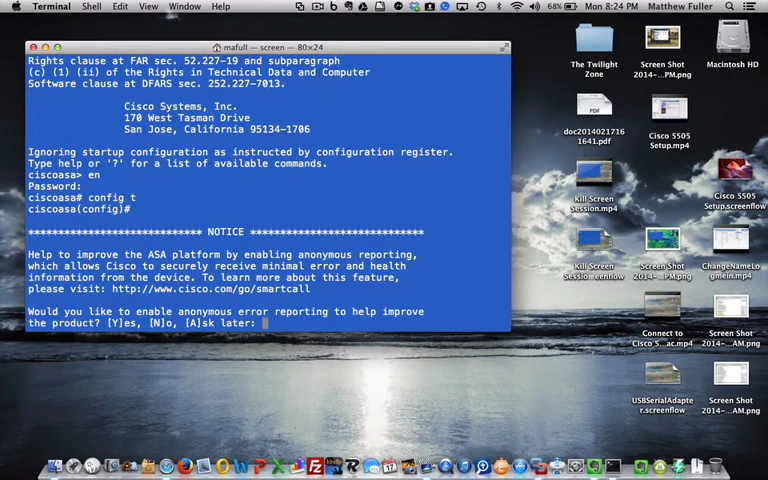 Terminal Shell Edit View Window Help
68% Mon 8:24 PM Matthew Fuller
mafull — screen — 80×24
Rights clause at FAR sec. 52.227-19 and subparagraph
(c) (1) (ii) of the Rights in Technical Data and Computer
Software clause at DFARS sec. 252.227-7013.
Cisco Systems, Inc.
170 West Tasman Drive
San Jose, California 95134-1706
Ignoring startup configuration as instructed by configuration register.
Type help or '?' for a list of available commands.
ciscoasa> en
Password:
ciscoasa# config t
ciscoasa(config)#
***************************** NOTICE *****************************
Help to improve the ASA platform by enabling anonymous reporting,
which allows Cisco to securely receive minimal error and health
information from the device. To learn more about this feature,
please visit: http://www.cisco.com/go/smartcall
Would you like to enable anonymous error reporting to help improve
the product? [Y]es, [N]o, [A]sk later:
The Twilight
Zone
Screen Shot
2014-...PM.png
Macintosh HD
PDF
doc2014021716
1641.pdf
Cisco 5505
Setup.mp4
Kill Screen
Session.mp4
Cisco 5505
Setup.screenflow
Kill Screen
Sessio...eenflow
Screen Shot
2014-...PM.png
ChangeNameLo
gmein.mp4
Connect to
Cisco 5...ac.mp4
Screen Shot
2014-...AM.png
USBSerialAdapte
r.screenflow
Screen Shot
2014-...AM.png